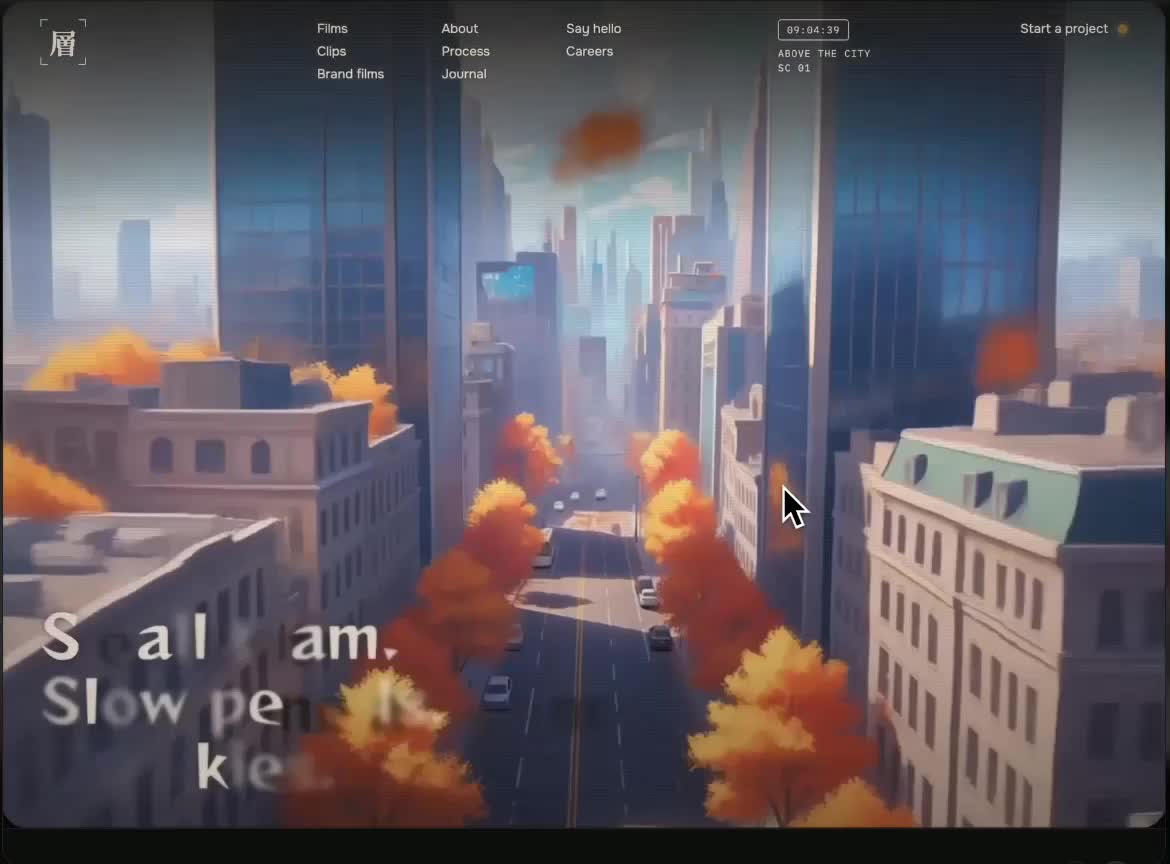 層
Films
Clips
Brand films
About
Process
Journal
Say hello
Careers
09:04:39
ABOVE THE CITY
SC 01
Start a project
Slow